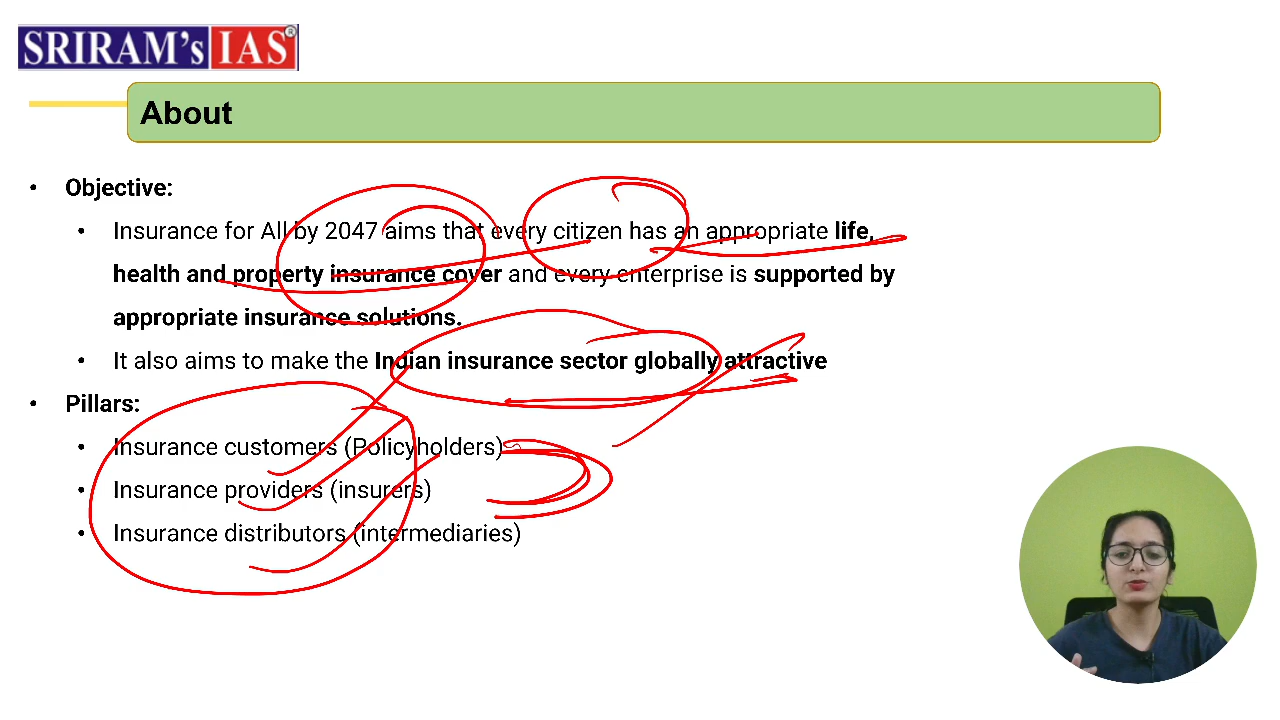 SRIRAM's IAS®
About
• Objective:
• Insurance for All by 2047 aims that every citizen has an appropriate life,
health and property insurance cover and every enterprise is supported by
appropriate insurance solutions.
• It also aims to make the Indian insurance sector globally attractive
• Pillars:
• Insurance customers (Policyholders)
• Insurance providers (insurers)
• Insurance distributors (intermediaries)